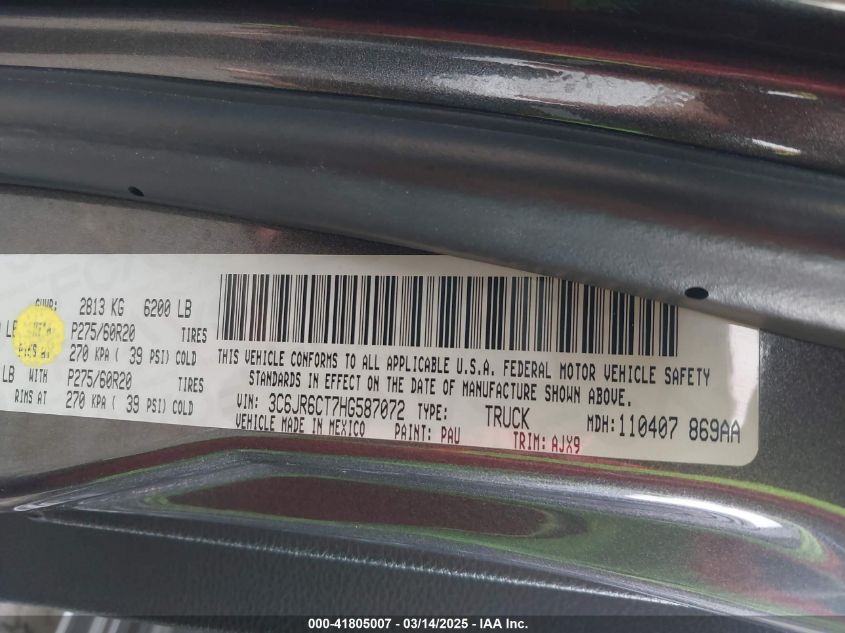 GVWR: 2813 KG 6200 LB
LB P275/60R20 TIRES
RIMS AT 270 KPA ( 39 PSI) COLD
LB WITH P275/60R20 TIRES
RIMS AT 270 KPA ( 39 PSI) COLD
THIS VEHICLE CONFORMS TO ALL APPLICABLE U.S.A. FEDERAL MOTOR VEHICLE SAFETY
STANDARDS IN EFFECT ON THE DATE OF MANUFACTURE SHOWN ABOVE.
VIN: 3C6JR6CT7HG587072 TYPE: TRUCK MDH:110407 869AA
VEHICLE MADE IN MEXICO PAINT: PAU TRIM: AJX9
000-41805007 - 03/14/2025 - IAA Inc.